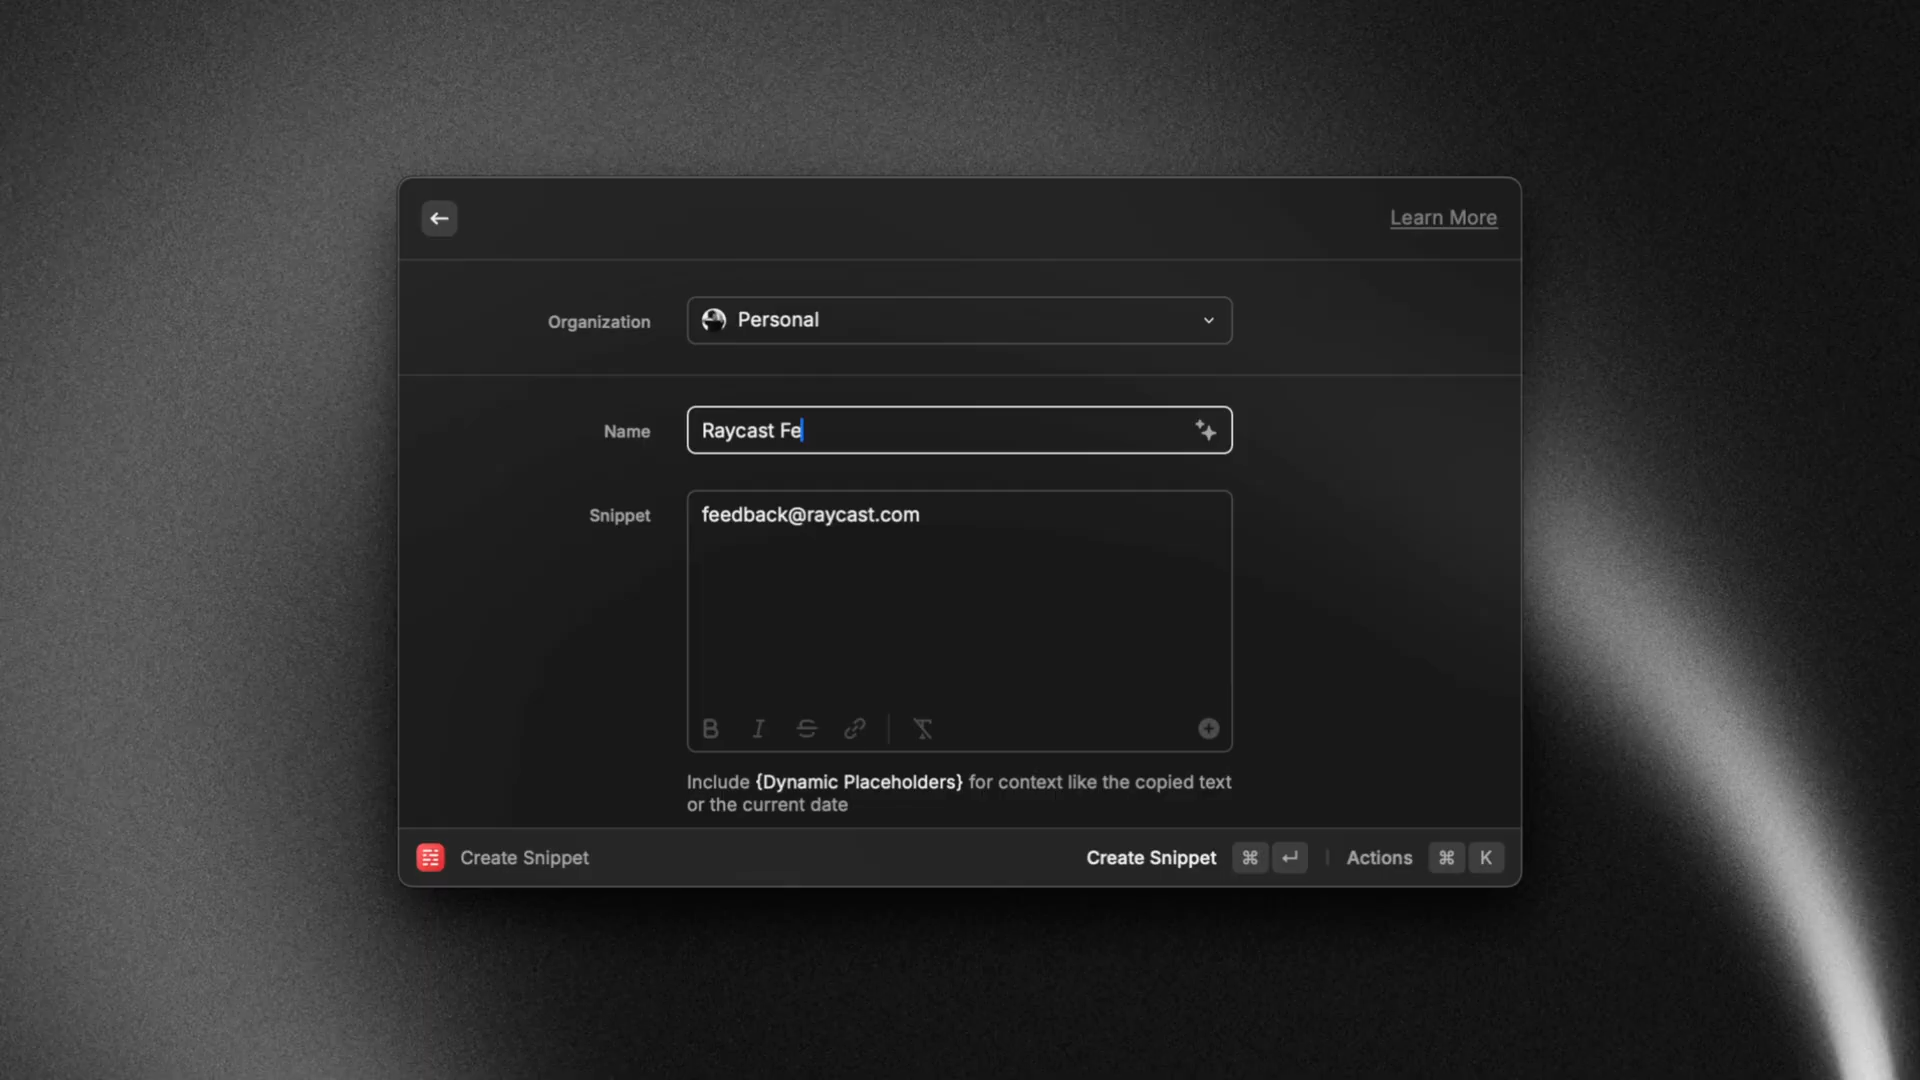 Learn More
Organization
Personal
Name
Raycast Fe
Snippet
feedback@raycast.com
B I S
Include {Dynamic Placeholders} for context like the copied text
or the current date
Create Snippet
Create Snippet ⌘ ↵ | Actions ⌘ K